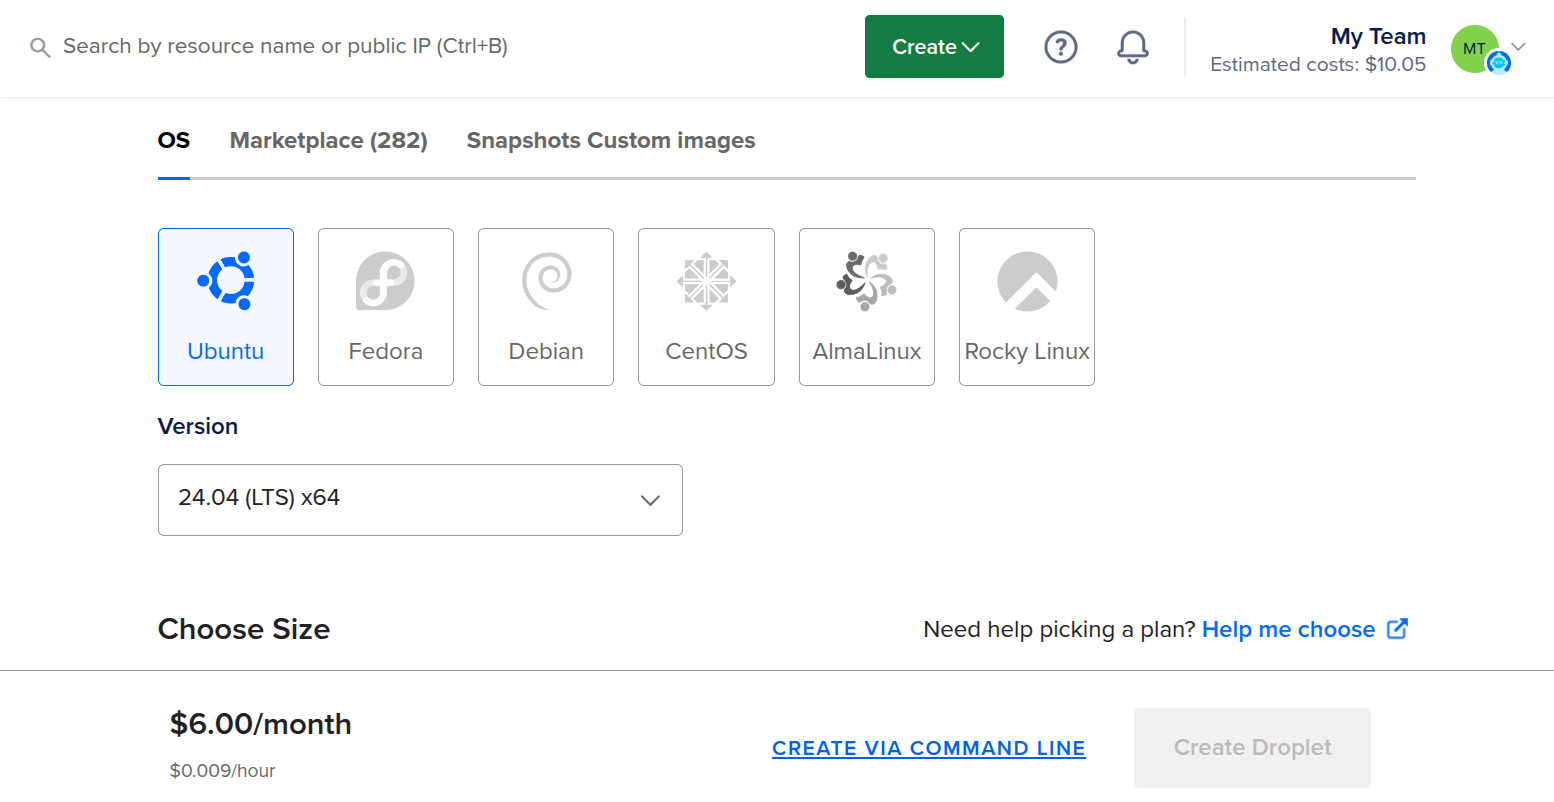 Search by resource name or public IP (Ctrl+B)
Create
My Team
Estimated costs: $10.05
MT
OS Marketplace (282) Snapshots Custom images
Ubuntu Fedora Debian CentOS AlmaLinux Rocky Linux
Version
24.04 (LTS) x64
Choose Size
Need help picking a plan? Help me choose
$6.00/month
$0.009/hour
CREATE VIA COMMAND LINE
Create Droplet